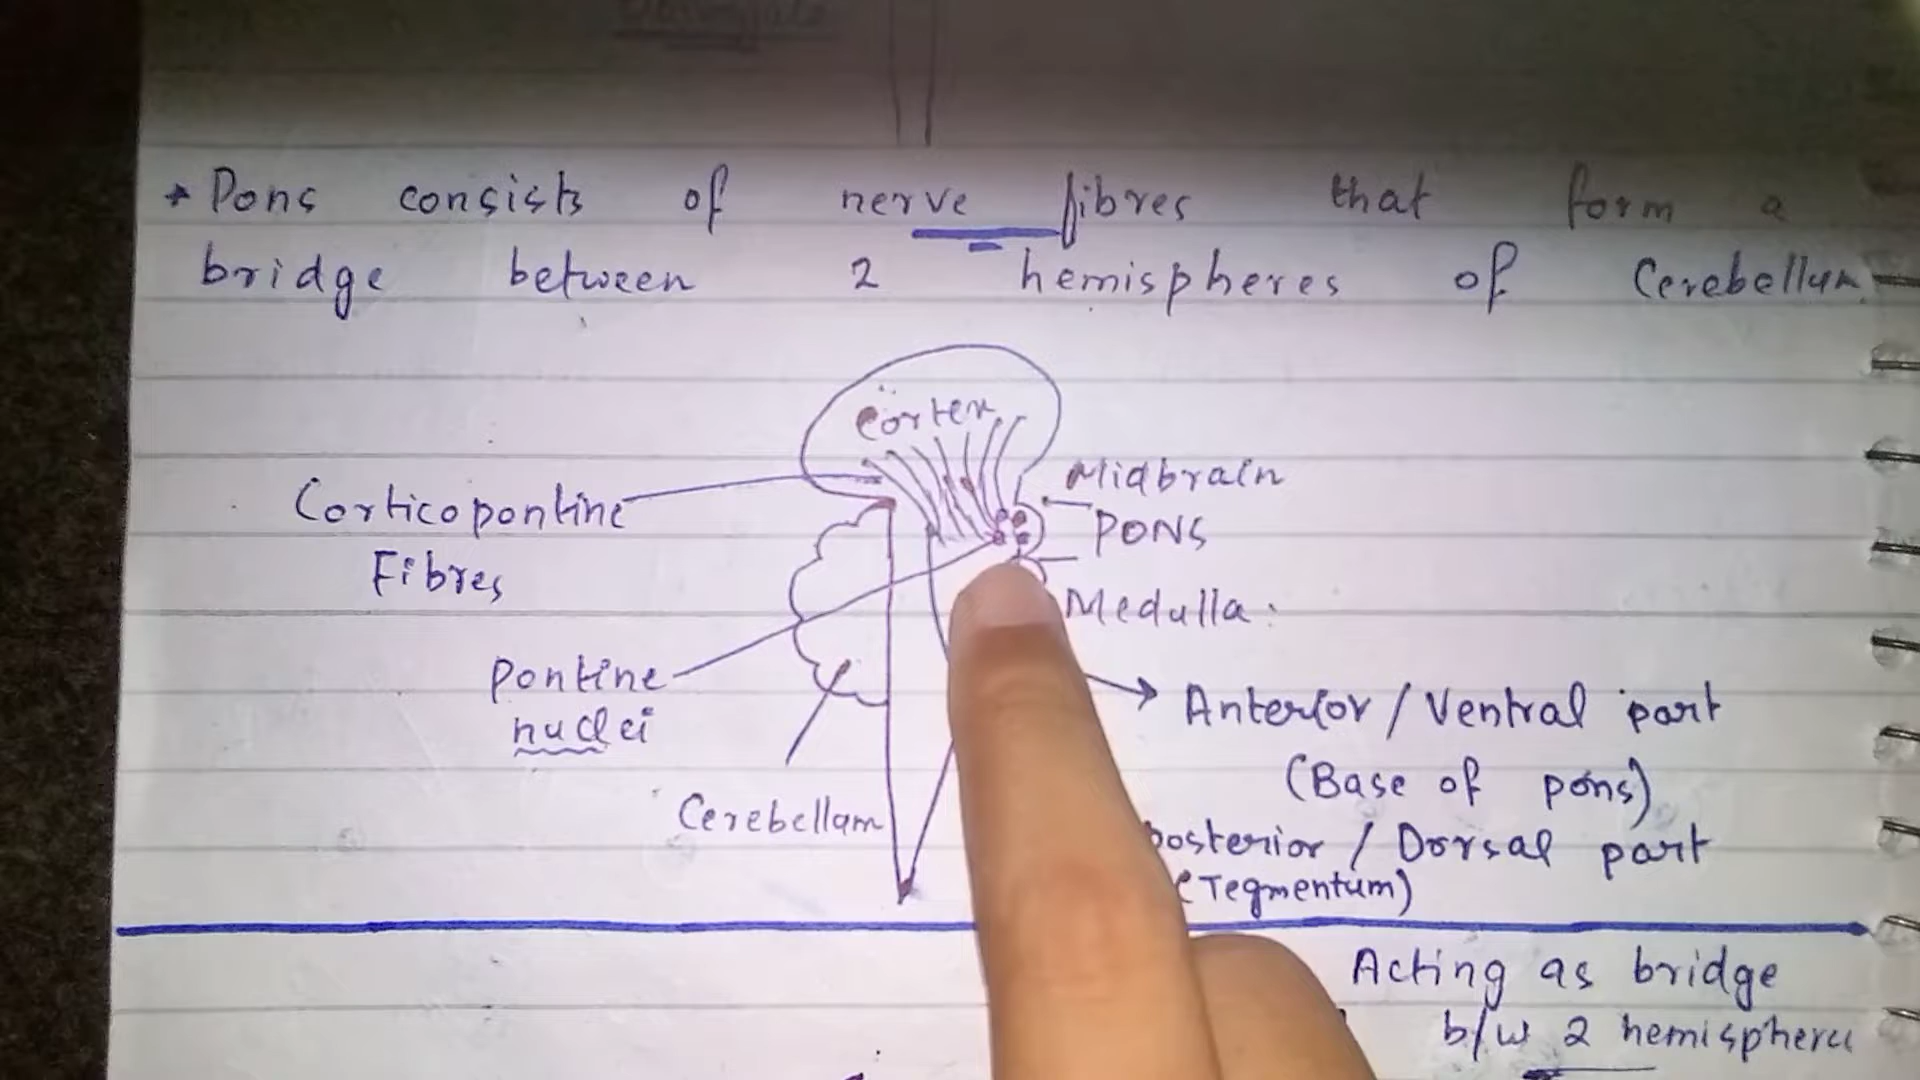 Pons consists of nerve fibres that form a
bridge between 2 hemispheres of Cerebellum
Cortex
Midbrain
Corticopontine
PONS
Fibres
Medulla
Pontine
nuclei
Anterior / Ventral part
(Base of pons)
Cerebellam
posterior / Dorsal part
(Tegmentum)
Acting as bridge
b/w 2 hemisphere